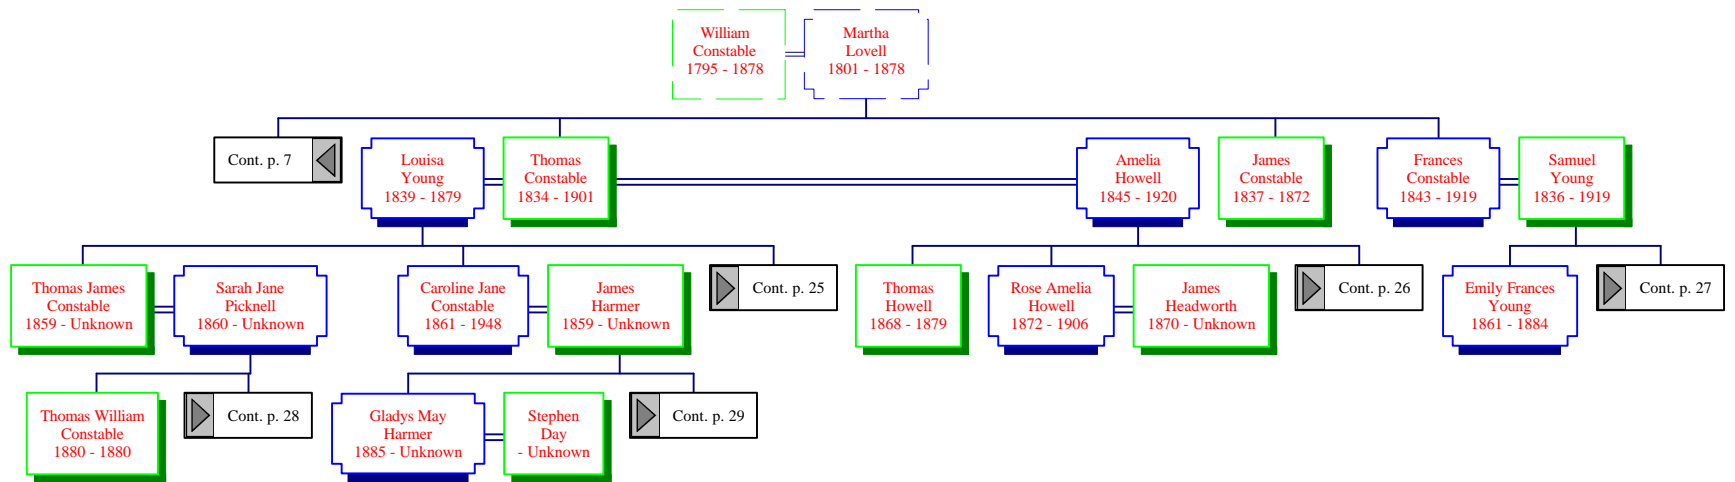 William
Constable
1795 - 1878
Martha
Lovell
1801 - 1878
Cont. p. 7
Louisa
Young
1839 - 1879
Thomas
Constable
1834 - 1901
Amelia
Howell
1845 - 1920
James
Constable
1837 - 1872
Frances
Constable
1843 - 1919
Samuel
Young
1836 - 1919
Thomas James
Constable
1859 - Unknown
Sarah Jane
Picknell
1860 - Unknown
Caroline Jane
Constable
1861 - 1948
James
Harmer
1859 - Unknown
Cont. p. 25
Thomas
Howell
1868 - 1879
Rose Amelia
Howell
1872 - 1906
James
Headworth
1870 - Unknown
Cont. p. 26
Emily Frances
Young
1861 - 1884
Cont. p. 27
Thomas William
Constable
1880 - 1880
Cont. p. 28
Gladys May
Harmer
1885 - Unknown
Stephen
Day
- Unknown
Cont. p. 29